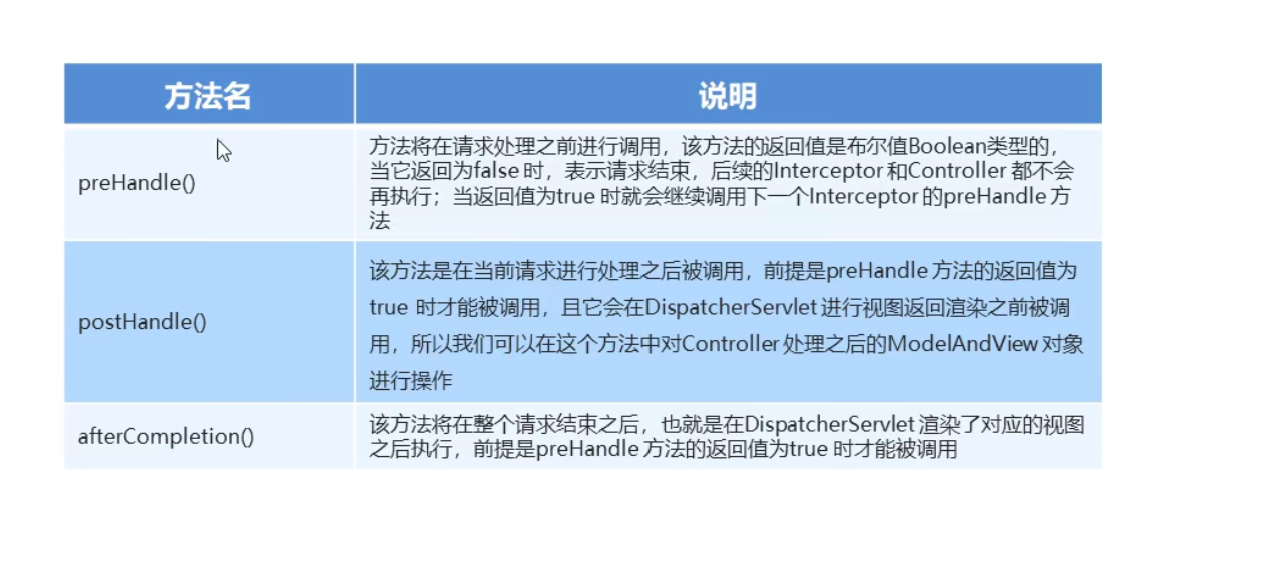 方法名 说明
preHandle()
方法将在请求处理之前进行调用，该方法的返回值是布尔值Boolean类型的，
当它返回为false 时，表示请求结束，后续的Interceptor 和Controller 都不会
再执行；当返回值为true 时就会继续调用下一个Interceptor 的preHandle 方
法
postHandle()
该方法是在当前请求进行处理之后被调用，前提是preHandle 方法的返回值为
true 时才能被调用，且它会在DispatcherServlet 进行视图返回渲染之前被调
用，所以我们可以在这个方法中对Controller 处理之后的ModelAndView 对象
进行操作
afterCompletion()
该方法将在整个请求结束之后，也就是在DispatcherServlet 渲染了对应的视图
之后执行，前提是preHandle 方法的返回值为true 时才能被调用